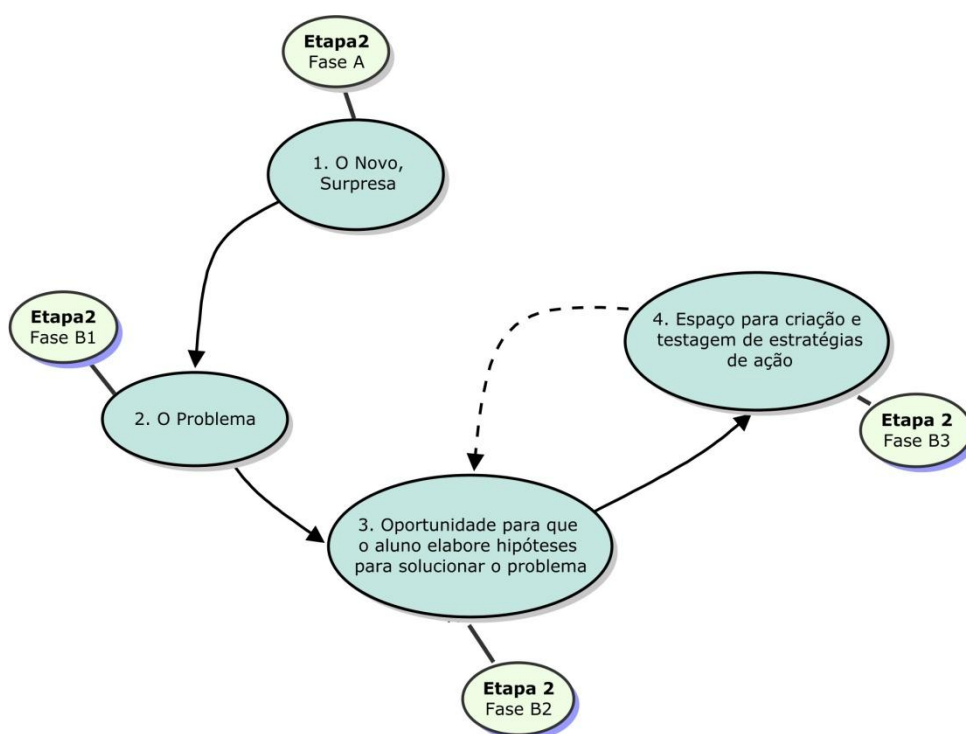 Etapa2
Fase A
1. O Novo,
Surpresa
Etapa2
Fase B1
2. O Problema
4. Espaço para criação e
testagem de estratégias
de ação
Etapa 2
Fase B3
3. Oportunidade para que
o aluno elabore hipóteses
para solucionar o problema
Etapa 2
Fase B2